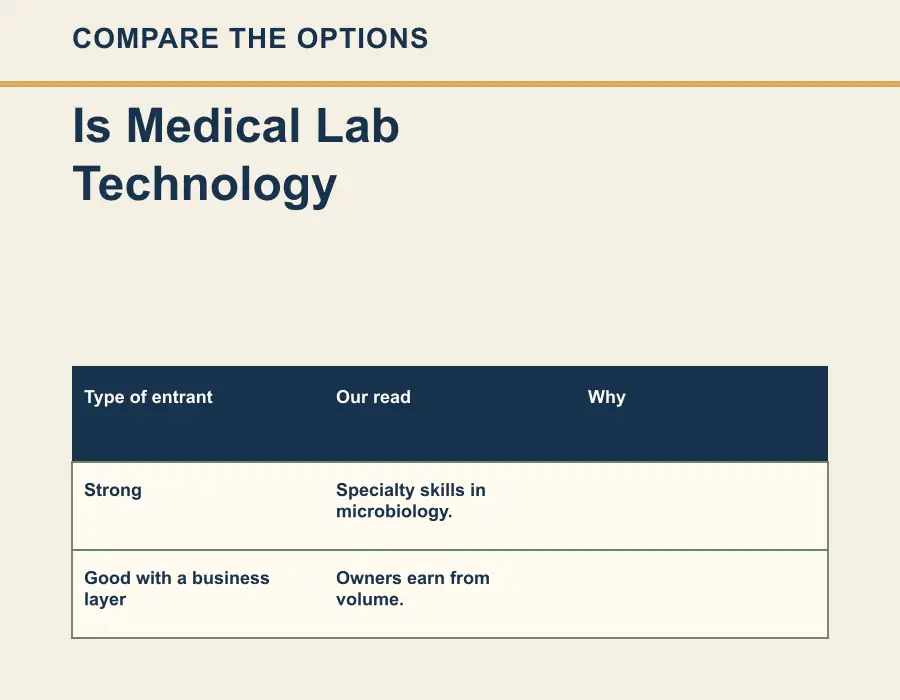 COMPARE THE OPTIONS
Is Medical Lab
Technology
Type of entrant Our read Why
Strong Specialty skills in
microbiology.
Good with a business Owners earn from
layer volume.